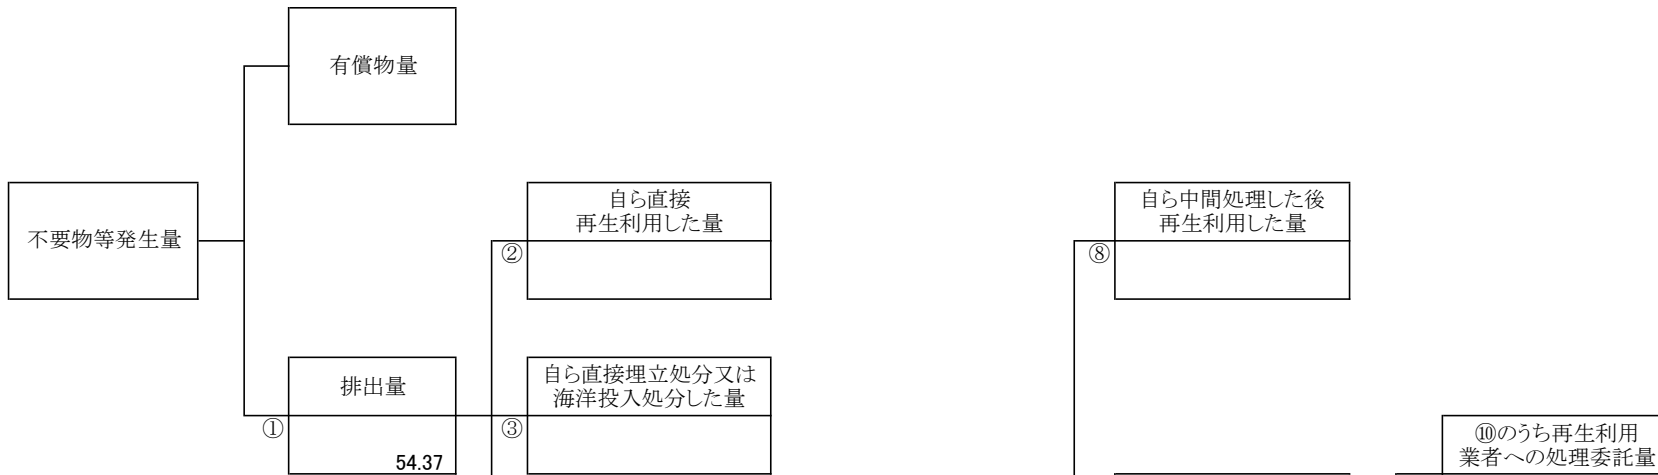 有償物量
不要物等発生量
自ら直接
再生利用した量
②
自ら中間処理した後
再生利用した量
⑧
排出量
①
54.37
自ら直接埋立処分又は
海洋投入処分した量
③
⑩のうち再生利用
業者への処理委託量